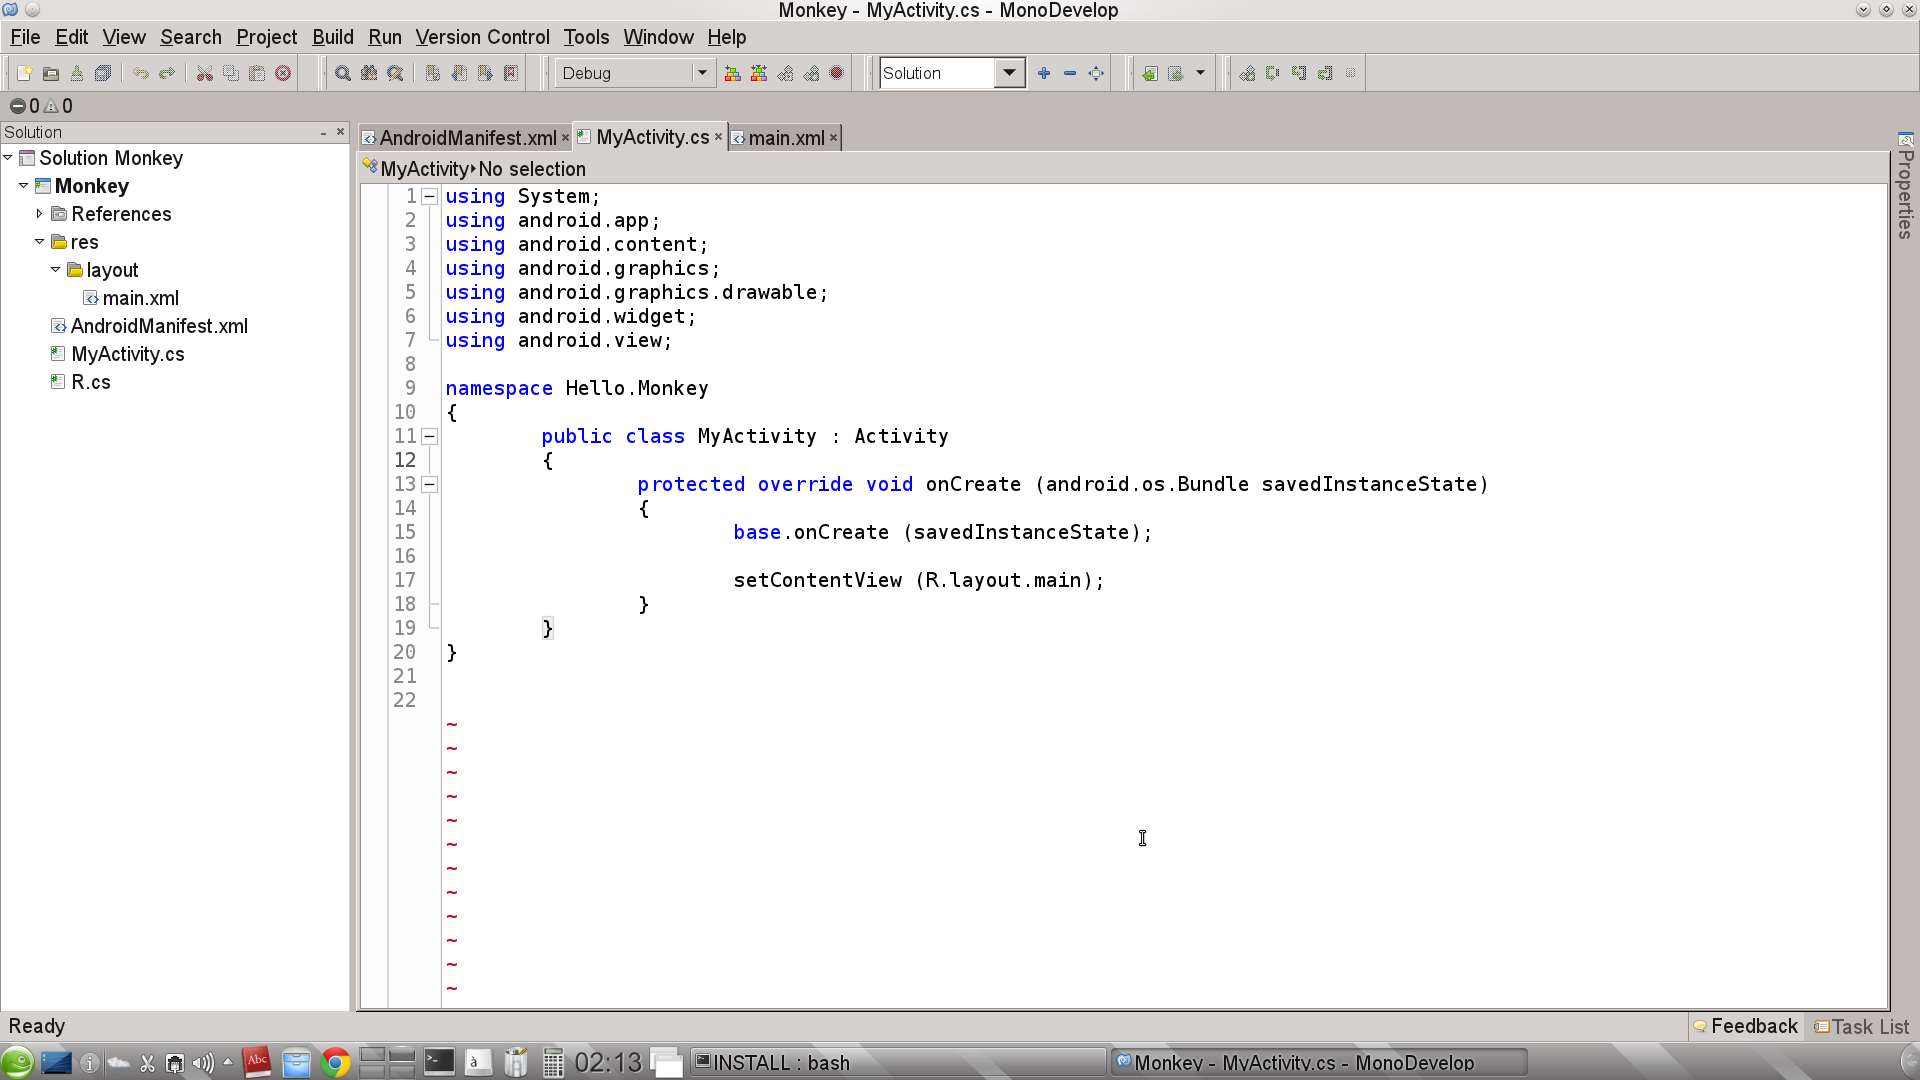 Monkey - MyActivity.cs - MonoDevelop
File Edit View Search Project Build Run Version Control Tools Window Help
Debug Solution
0 0
Solution
AndroidManifest.xml MyActivity.cs main.xml
Properties
Solution Monkey
MyActivity No selection
Monkey
References
res
layout
main.xml
AndroidManifest.xml
MyActivity.cs
R.cs
1 using System;
2 using android.app;
3 using android.content;
4 using android.graphics;
5 using android.graphics.drawable;
6 using android.widget;
7 using android.view;
8
9 namespace Hello.Monkey
10 {
11 public class MyActivity : Activity
12 {
13 protected override void onCreate (android.os.Bundle savedInstanceState)
14 {
15 base.onCreate (savedInstanceState);
16
17 setContentView (R.layout.main);
18 }
19 }
20 }
21
22
~
~
~
~
~
~
~
~
~
~
~
~
Ready Feedback Task List
Abc à 02:13 INSTALL : bash Monkey - MyActivity.cs - MonoDevelop